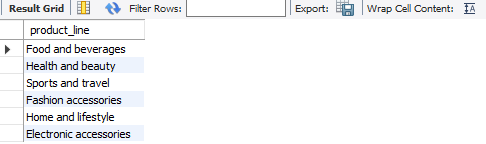 Result Grid Filter Rows: Export: Wrap Cell Content:
product_line
Food and beverages
Health and beauty
Sports and travel
Fashion accessories
Home and lifestyle
Electronic accessories